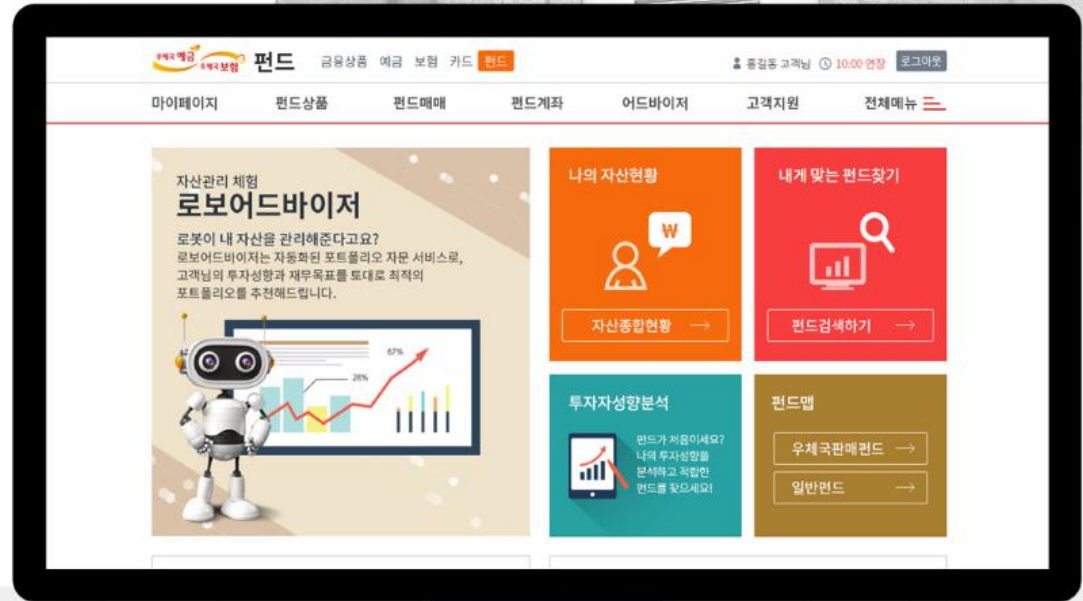 우체국 예금
우체국 보험
펀드
금융상품 예금 보험 카드 펀드
홍길동 고객님 10:00 연장 로그아웃
마이페이지 펀드상품 펀드매매 펀드계좌 어드바이저 고객지원 전체메뉴
자산관리 체험
로보어드바이저
로봇이 내 자산을 관리해준다고요?
로보어드바이저는 자동화된 포트폴리오 자문 서비스로,
고객님의 투자성향과 재무목표를 토대로 최적의
포트폴리오를 추천해드립니다.
67%
28%
나의 자산현황
₩
자산종합현황
내게 맞는 펀드찾기
펀드검색하기
투자자성향분석
펀드가 처음이세요?
나의 투자성향을
분석하고 적합한
펀드를 찾으세요!
펀드맵
우체국판매펀드
일반펀드